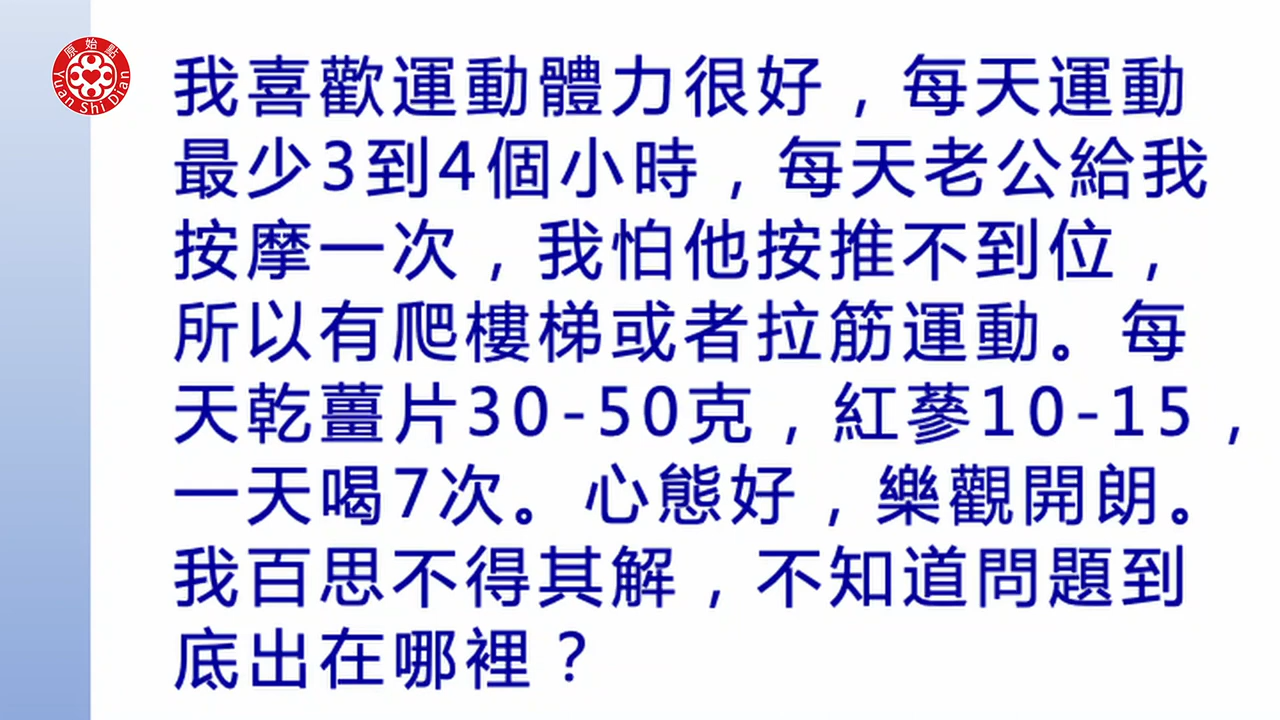 原始點
Yuan Shi Dian
我喜歡運動體力很好，每天運動
最少3到4個小時，每天老公給我
按摩一次，我怕他按推不到位，
所以有爬樓梯或者拉筋運動。每
天乾薑片30-50克，紅蔘10-15，
一天喝7次。心態好，樂觀開朗。
我百思不得其解，不知道問題到
底出在哪裡？